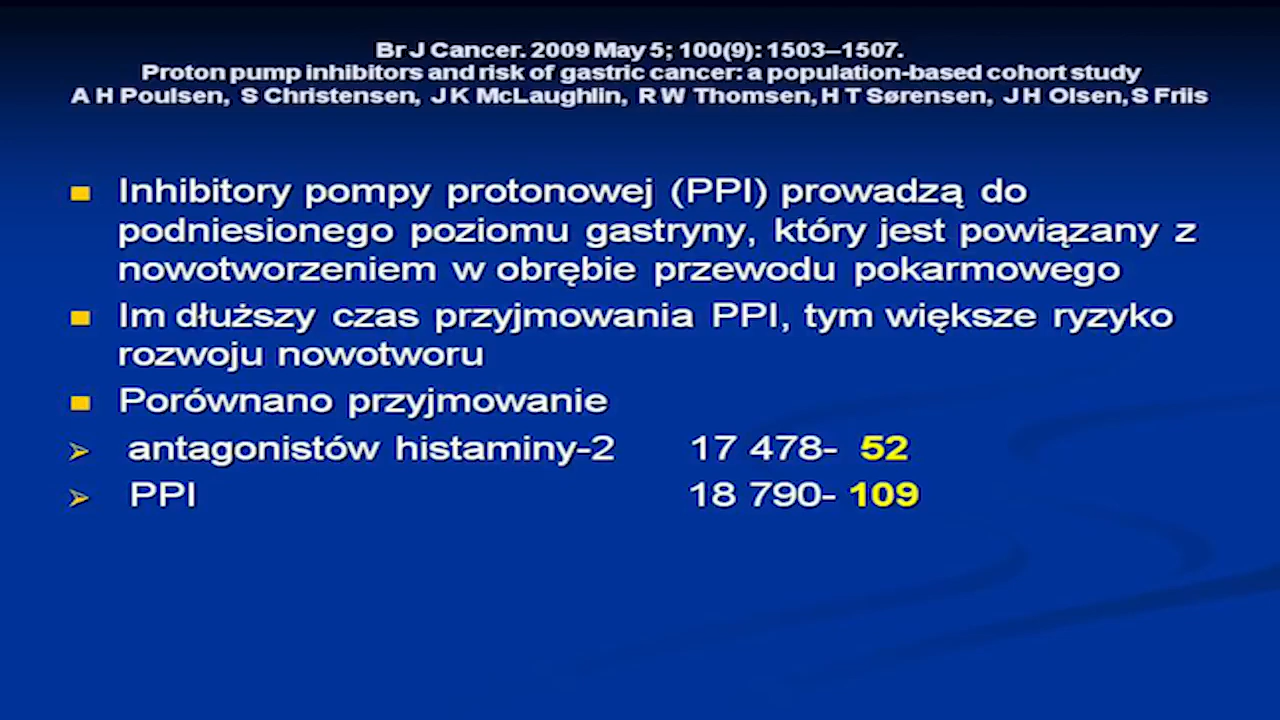 Br J Cancer. 2009 May 5; 100(9): 1503–1507.
Proton pump inhibitors and risk of gastric cancer: a population-based cohort study
A H Poulsen, S Christensen, J K McLaughlin, R W Thomsen, H T Sørensen, J H Olsen, S Friis
Inhibitory pompy protonowej (PPI) prowadzą do
podniesionego poziomu gastryny, który jest powiązany z
nowotworzeniem w obrębie przewodu pokarmowego
Im dłuższy czas przyjmowania PPI, tym większe ryzyko
rozwoju nowotworu
Porównano przyjmowanie
antagonistów histaminy-2 17 478- 52
PPI 18 790- 109